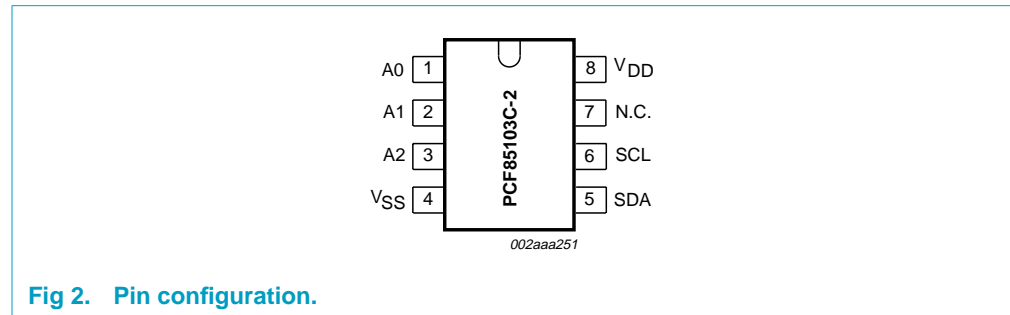 A0 1 8 VDD
A1 2 7 N.C.
A2 3 6 SCL
VSS 4 5 SDA
PCF85103C-2
002aaa251
Fig 2. Pin configuration.